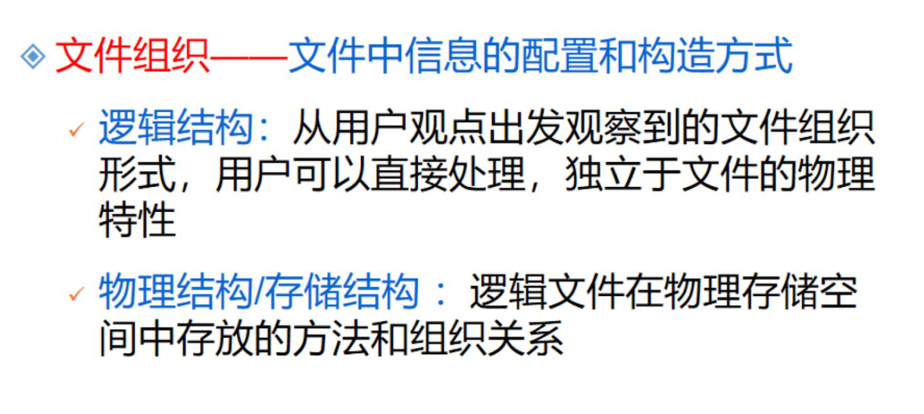 文件组织——文件中信息的配置和构造方式
逻辑结构：从用户观点出发观察到的文件组织
形式，用户可以直接处理，独立于文件的物理
特性
物理结构/存储结构 ：逻辑文件在物理存储空
间中存放的方法和组织关系